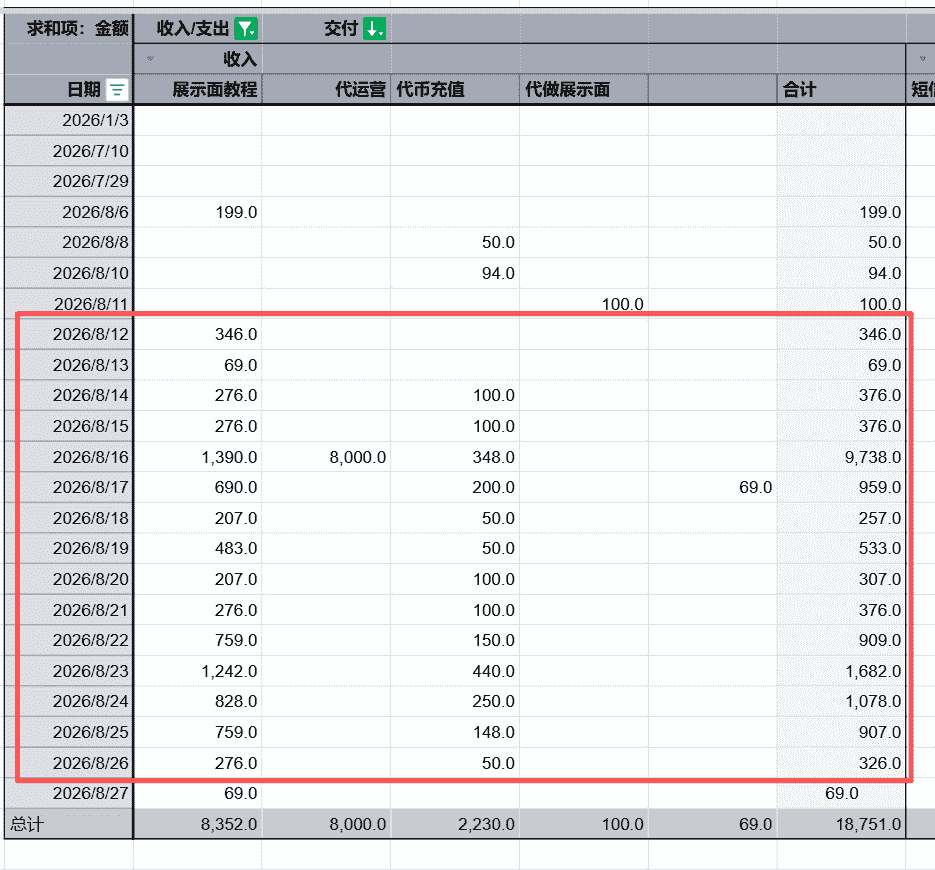 求和项: 金额 收入/支出 交付
收入
日期 展示面教程 代运营 代币充值 代做展示面 合计
2026/1/3
2026/7/10
2026/7/29
2026/8/6 199.0 199.0
2026/8/8 50.0 50.0
2026/8/10 94.0 94.0
2026/8/11 100.0 100.0
2026/8/12 346.0 346.0
2026/8/13 69.0 69.0
2026/8/14 276.0 100.0 376.0
2026/8/15 276.0 100.0 376.0
2026/8/16 1,390.0 8,000.0 348.0 9,738.0
2026/8/17 690.0 200.0 69.0 959.0
2026/8/18 207.0 50.0 257.0
2026/8/19 483.0 50.0 533.0
2026/8/20 207.0 100.0 307.0
2026/8/21 276.0 100.0 376.0
2026/8/22 759.0 150.0 909.0
2026/8/23 1,242.0 440.0 1,682.0
2026/8/24 828.0 250.0 1,078.0
2026/8/25 759.0 148.0 907.0
2026/8/26 276.0 50.0 326.0
2026/8/27 69.0 69.0
总计 8,352.0 8,000.0 2,230.0 100.0 69.0 18,751.0